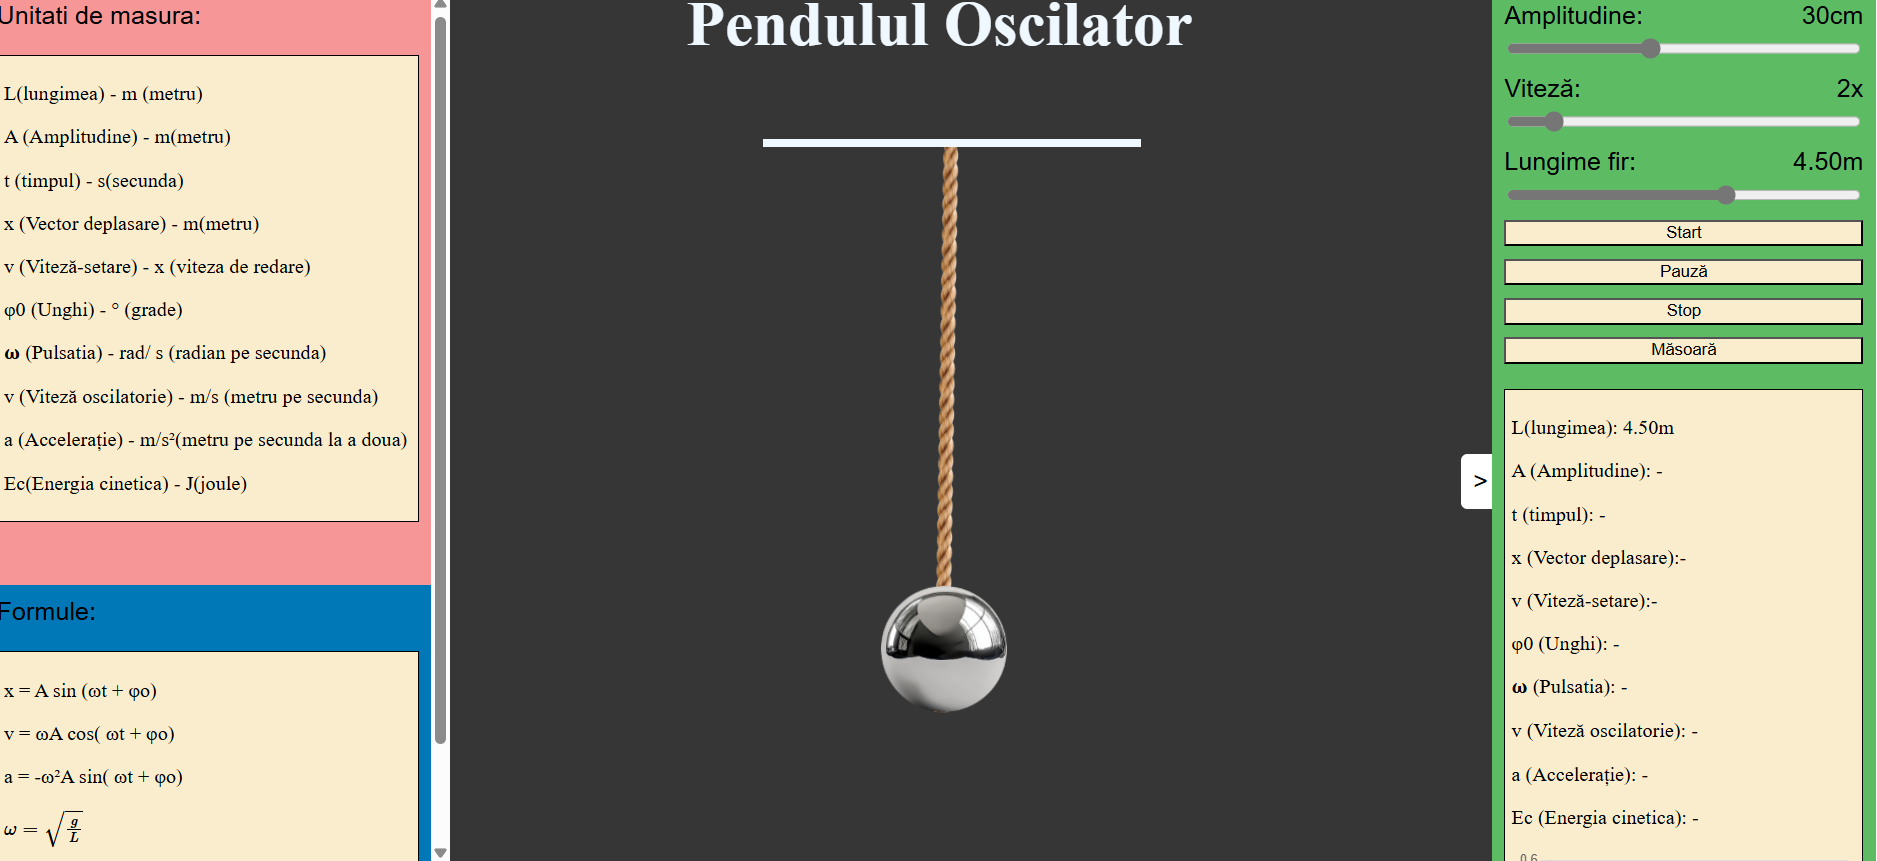 Unitati de masura:
L(lungimea) - m (metru)
A (Amplitudine) - m(metru)
t (timpul) - s(secunda)
x (Vector deplasare) - m(metru)
v (Viteză-setare) - x (viteza de redare)
φ0 (Unghi) - ° (grade)
ω (Pulsatia) - rad/ s (radian pe secunda)
v (Viteză oscilatorie) - m/s (metru pe secunda)
a (Accelerație) - m/s²(metru pe secunda la a doua)
Ec(Energia cinetica) - J(joule)
Formule:
x = A sin (ωt + φo)
v = ωA cos( ωt + φo)
a = -ω²A sin( ωt + φo)
ω = √g/L
Pendulul Oscilator
>
Amplitudine: 30cm
Viteză: 2x
Lungime fir: 4.50m
Start
Pauză
Stop
Măsoară
L(lungimea): 4.50m
A (Amplitudine): -
t (timpul): -
x (Vector deplasare):-
v (Viteză-setare):-
φ0 (Unghi): -
ω (Pulsatia): -
v (Viteză oscilatorie): -
a (Accelerație): -
Ec (Energia cinetica): -
0.6